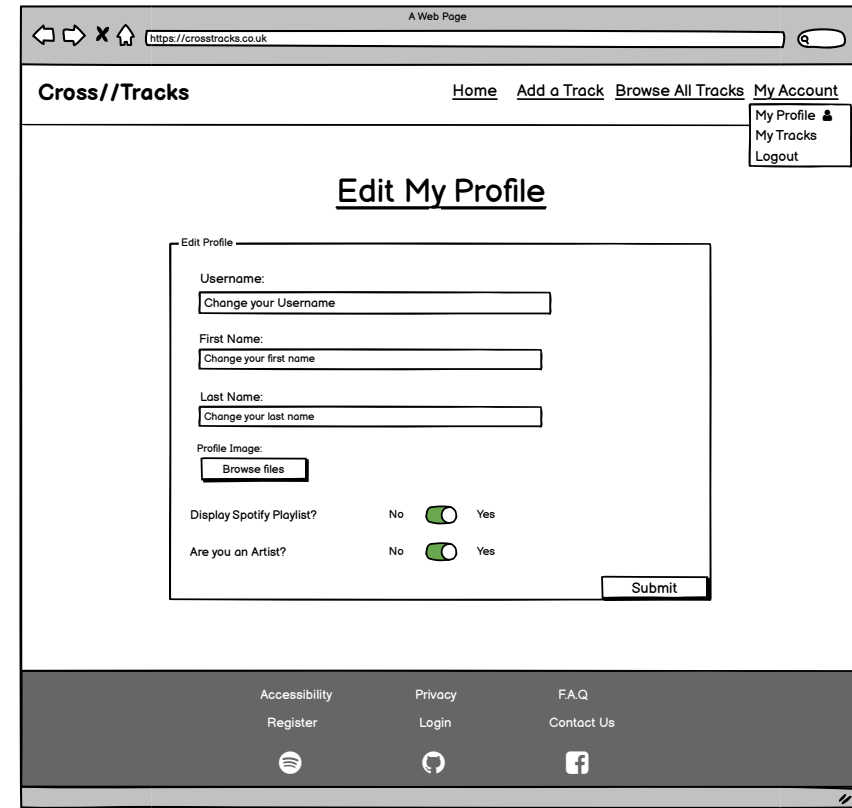 A Web Page
https://crosstracks.co.uk
Cross//Tracks
Home Add a Track Browse All Tracks My Account
My Profile
My Tracks
Logout
Edit My Profile
Edit Profile
Username:
Change your Username
First Name:
Change your first name
Last Name:
Change your last name
Profile Image:
Browse files
Display Spotify Playlist? No Yes
Are you an Artist? No Yes
Submit
Accessibility Privacy F.A.Q
Register Login Contact Us